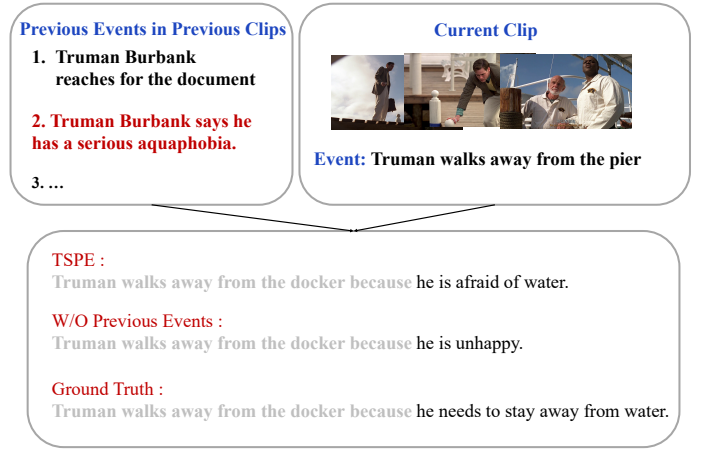 Previous Events in Previous Clips
1. Truman Burbank
reaches for the document
2. Truman Burbank says he
has a serious aquaphobia.
3. ...
Current Clip
Event: Truman walks away from the pier
TSPE :
Truman walks away from the docker because he is afraid of water.
W/O Previous Events :
Truman walks away from the docker because he is unhappy.
Ground Truth :
Truman walks away from the docker because he needs to stay away from water.